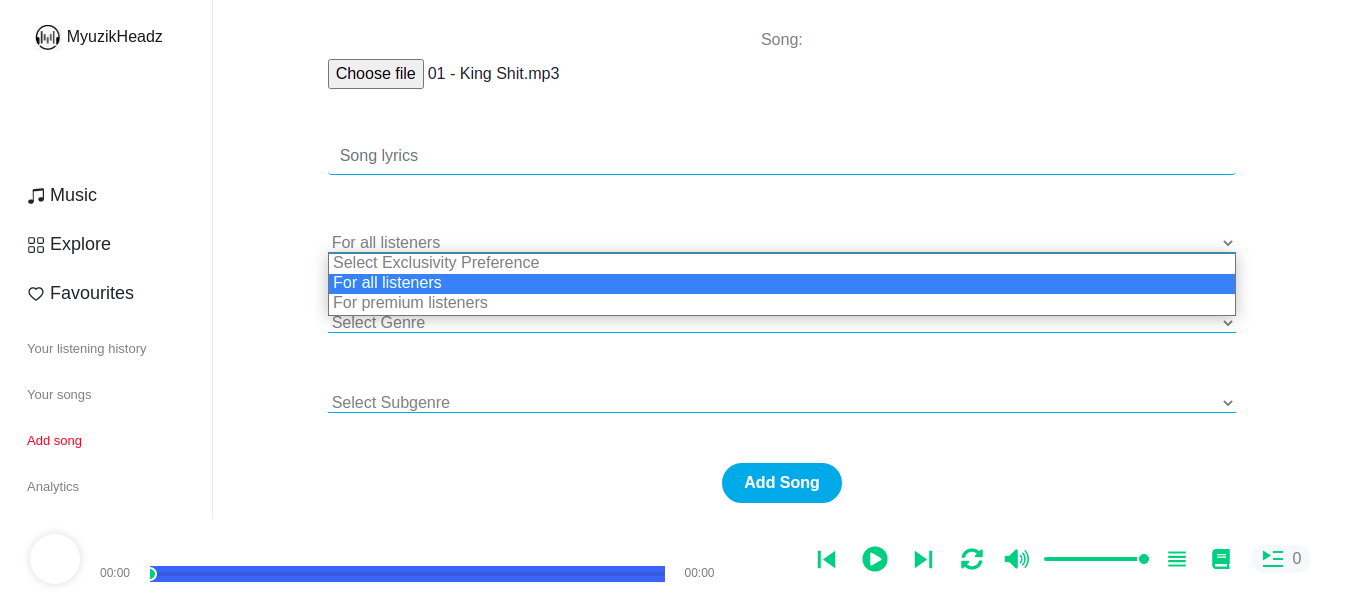 MyuzikHeadz
Music
Explore
Favourites
Your listening history
Your songs
Add song
Analytics
Song:
Choose file 01 - King Shit.mp3
Song lyrics
For all listeners
Select Exclusivity Preference
For all listeners
For premium listeners
Select Genre
Select Subgenre
Add Song
00:00
00:00
0